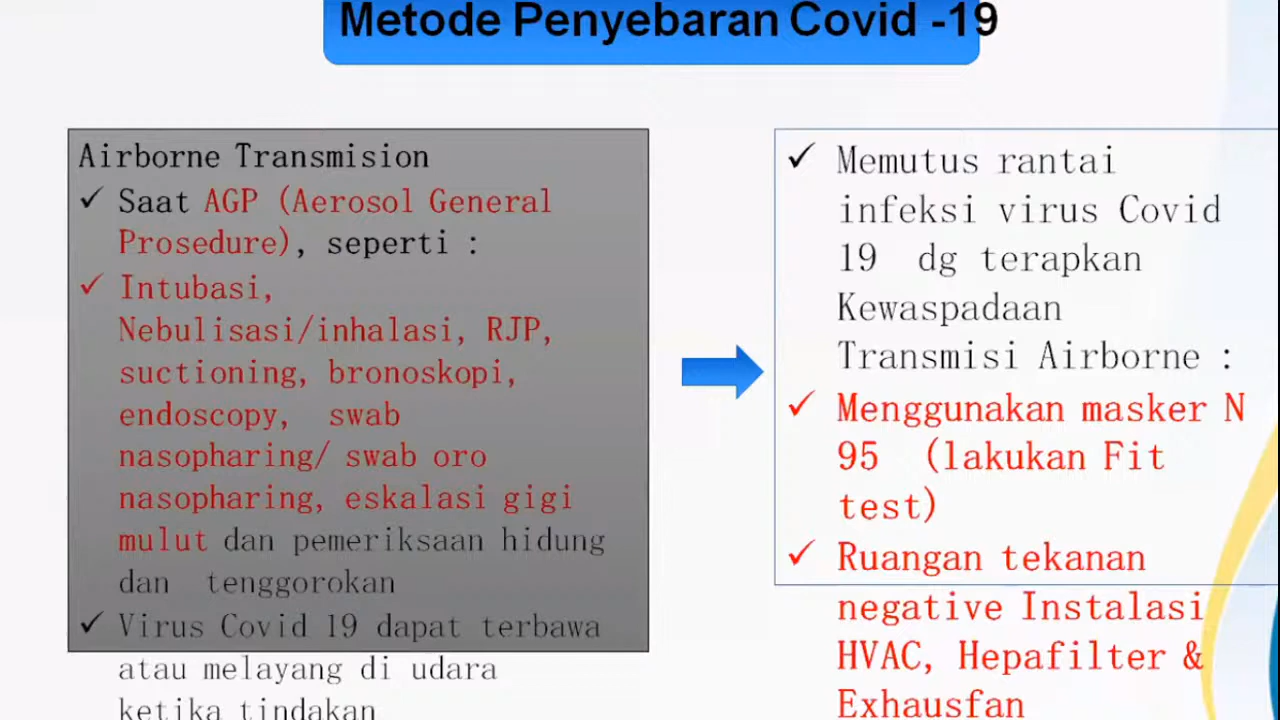 Metode Penyebaran Covid -19
Airborne Transmision
✓ Saat AGP (Aerosol General
Prosedure), seperti :
✓ Intubasi,
Nebulisasi/inhalasi, RJP,
suctioning, bronoskopi,
endoscopy, swab
nasopharing/ swab oro
nasopharing, eskalasi gigi
mulut dan pemeriksaan hidung
dan tenggorokan
✓ Virus Covid 19 dapat terbawa
atau melayang di udara
ketika tindakan
✓ Memutus rantai
infeksi virus Covid
19 dg terapkan
Kewaspadaan
Transmisi Airborne :
✓ Menggunakan masker N
95 (lakukan Fit
test)
✓ Ruangan tekanan
negative Instalasi
HVAC, Hepafilter &
Exhausfan